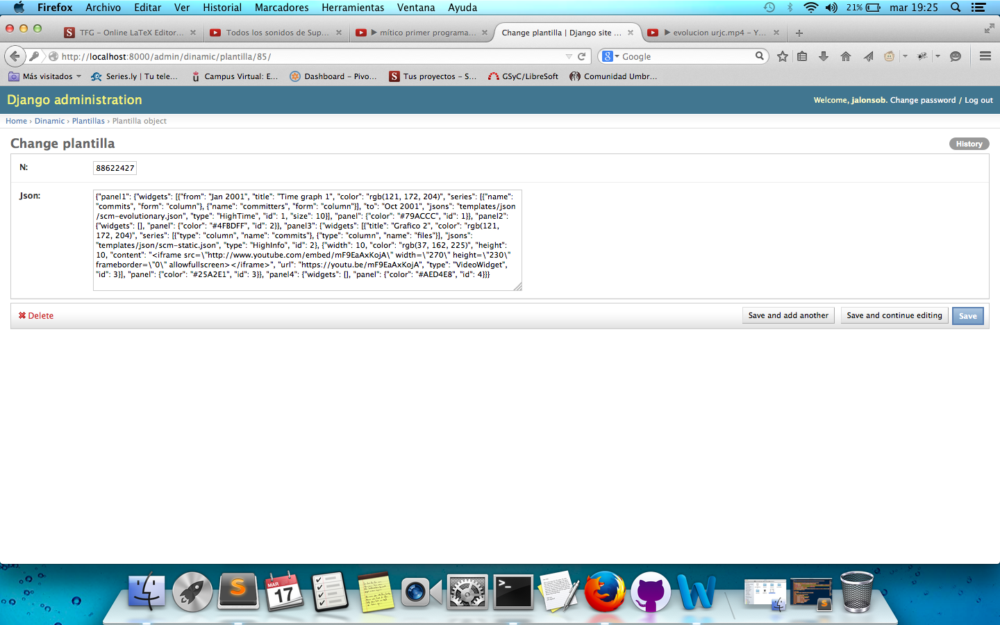 Firefox Archivo Editar Ver Historial Marcadores Herramientas Ventana Ayuda 21% mar 19:25
TFG - Online LaTeX Editor... Todos los sonidos de Sup... ▶ mítico primer programa... Change plantilla | Django site ... ▶ evolucion urjc.mp4 - Y...
http://localhost:8000/admin/dinamic/plantilla/85/ Google
Más visitados Series.ly | Tu tele... Campus Virtual: E... Dashboard - Pivo... Tus proyectos - S... GSyC/LibreSoft Comunidad Umbr...
Django administration Welcome, jalonsob. Change password / Log out
Home › Dinamic › Plantillas › Plantilla object
Change plantilla History
N: 88622427
Json: {"panel1": {"widgets": [{"from": "Jan 2001", "title": "Time graph 1", "color": "rgb(121, 172, 204)", "series": [{"name":
"commits", "form": "column"}, {"name": "committers", "form": "column"}], "to": "Oct 2001", "jsons": "templates/json
/scm-evolutionary.json", "type": "HighTime", "id": 1, "size": 10}], "panel": {"color": "#79ACCC", "id": 1}}, "panel2":
{"widgets": [], "panel": {"color": "#4FBDFF", "id": 2}}, "panel3": {"widgets": [{"title": "Grafico 2", "color": "rgb(121,
172, 204)", "series": [{"type": "column", "name": "commits"}, {"type": "column", "name": "files"}], "jsons":
"templates/json/scm-static.json", "type": "HighInfo", "id": 2}, {"width": 10, "color": "rgb(37, 162, 225)", "height":
10, "content": "<iframe src=\"http://www.youtube.com/embed/mF9EaAxKojA\" width=\"270\" height=\"230\"
frameborder=\"0\" allowfullscreen></iframe>", "url": "https://youtu.be/mF9EaAxKojA", "type": "VideoWidget",
"id": 3}], "panel": {"color": "#25A2E1", "id": 3}}, "panel4": {"widgets": [], "panel": {"color": "#AED4E8", "id": 4}}}
Delete Save and add another Save and continue editing Save
MAR
17